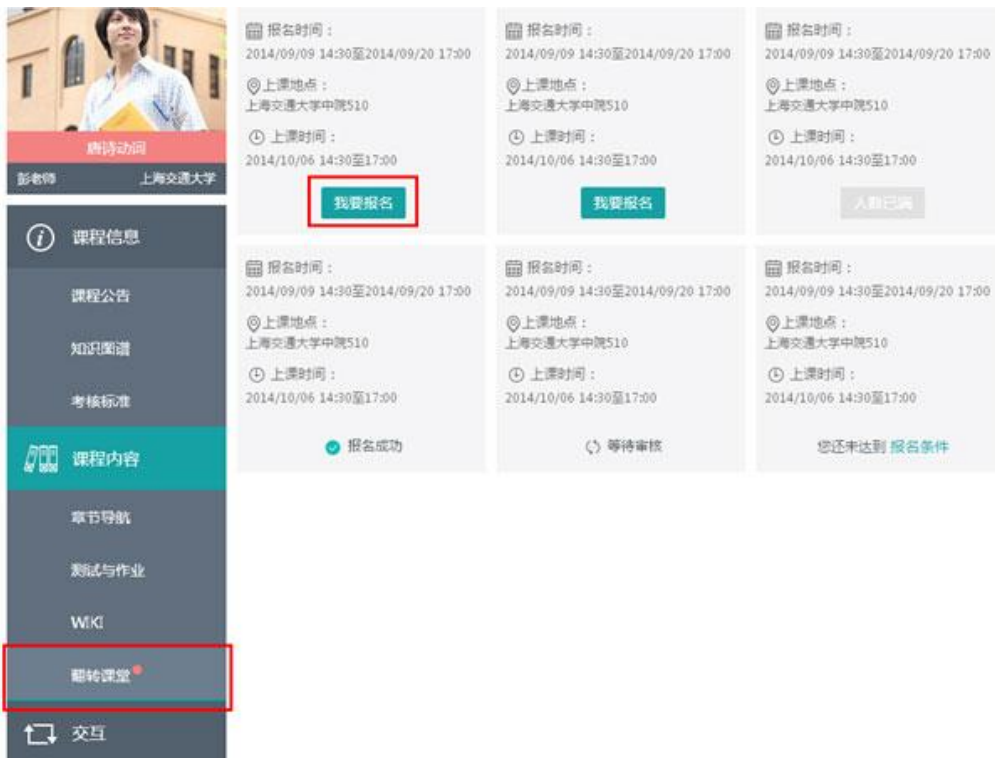 唐诗动问
彭老师 上海交通大学
课程信息
课程公告
知识图谱
考核标准
课程内容
章节导航
测试与作业
WIKI
翻转课堂
交互
报名时间：
2014/09/09 14:30至2014/09/20 17:00
上课地点：
上海交通大学中院510
上课时间：
2014/10/06 14:30至17:00
我要报名
报名时间：
2014/09/09 14:30至2014/09/20 17:00
上课地点：
上海交通大学中院510
上课时间：
2014/10/06 14:30至17:00
我要报名
报名时间：
2014/09/09 14:30至2014/09/20 17:00
上课地点：
上海交通大学中院510
上课时间：
2014/10/06 14:30至17:00
人数已满
报名时间：
2014/09/09 14:30至2014/09/20 17:00
上课地点：
上海交通大学中院510
上课时间：
2014/10/06 14:30至17:00
报名成功
报名时间：
2014/09/09 14:30至2014/09/20 17:00
上课地点：
上海交通大学中院510
上课时间：
2014/10/06 14:30至17:00
等待审核
报名时间：
2014/09/09 14:30至2014/09/20 17:00
上课地点：
上海交通大学中院510
上课时间：
2014/10/06 14:30至17:00
您还未达到 报名条件